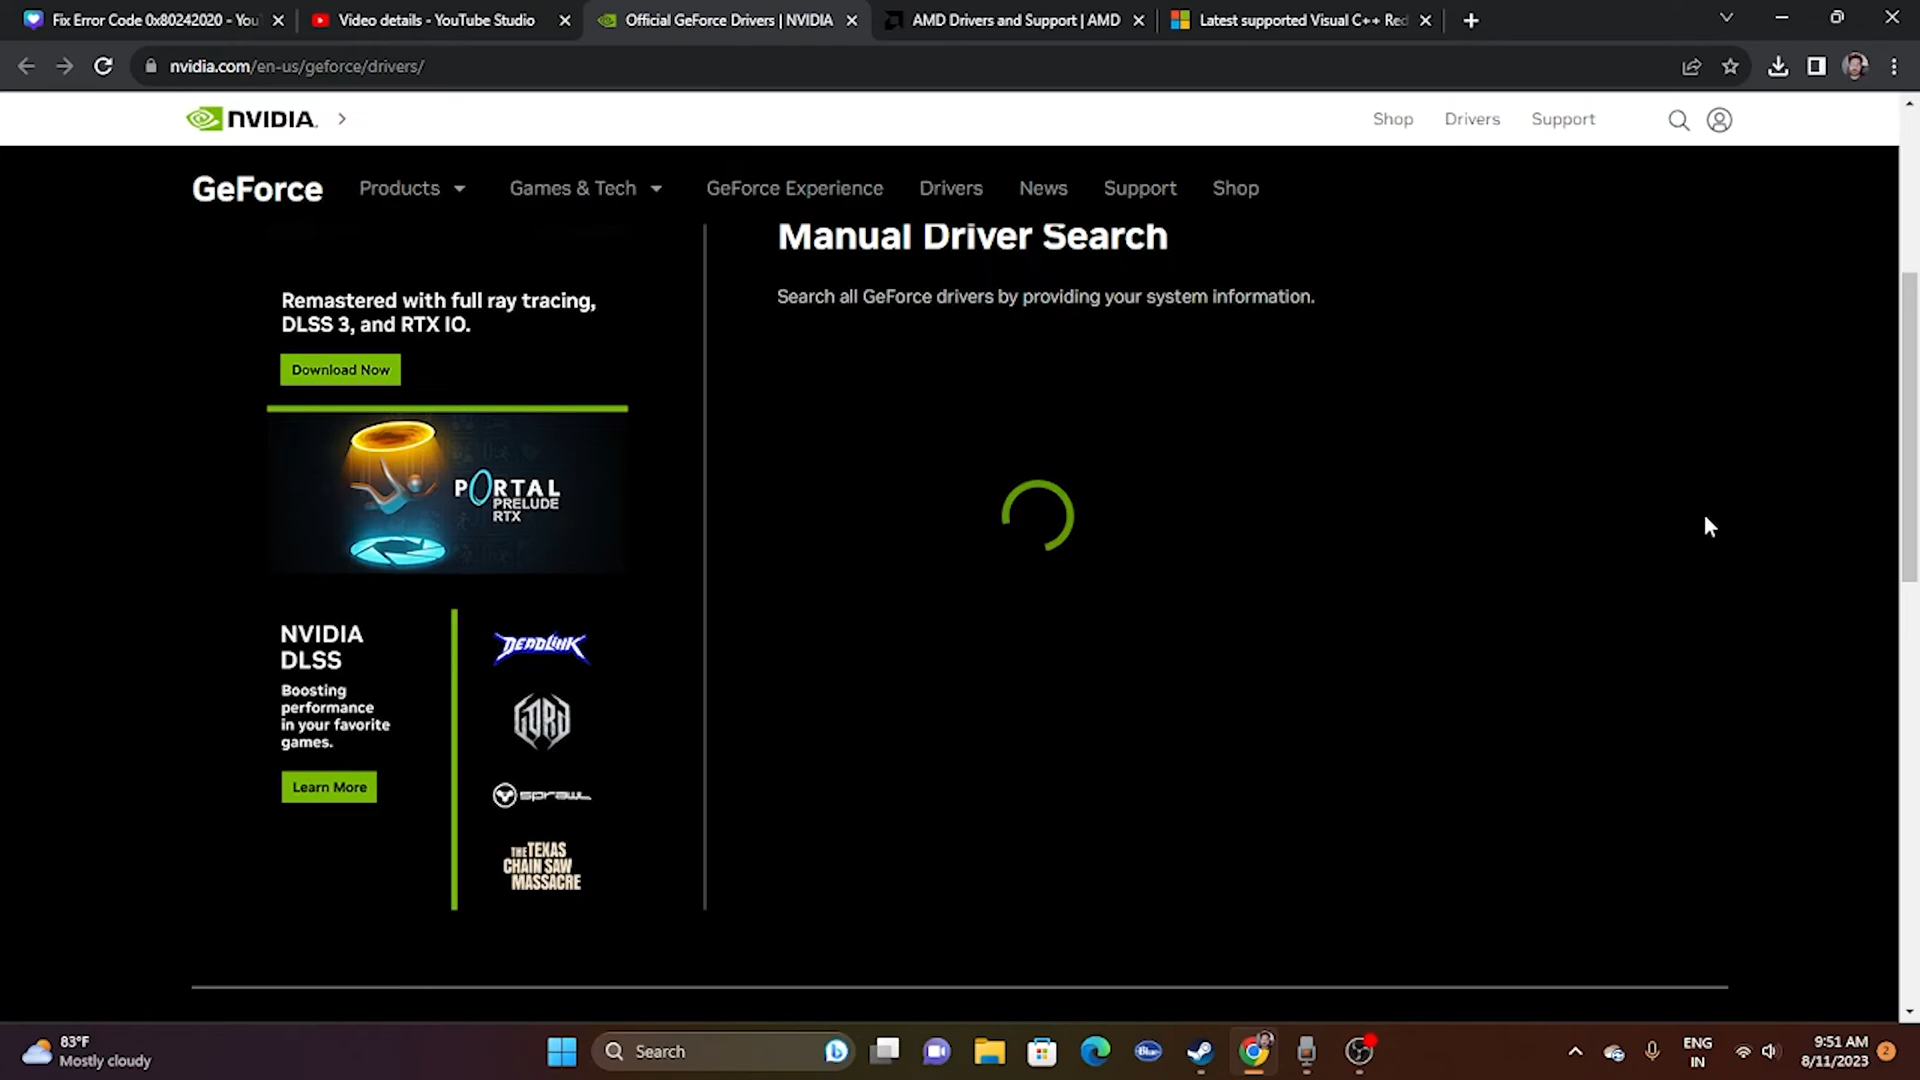 Fix Error Code 0x80242020 - You
Video details - YouTube Studio
Official GeForce Drivers | NVIDIA
AMD Drivers and Support | AMD
Latest supported Visual C++ Red
nvidia.com/en-us/geforce/drivers/
NVIDIA.
Shop
Drivers
Support
GeForce
Products
Games & Tech
GeForce Experience
Drivers
News
Support
Shop
Manual Driver Search
Search all GeForce drivers by providing your system information.
Remastered with full ray tracing,
DLSS 3, and RTX IO.
Download Now
PORTAL
PRELUDE
RTX
NVIDIA
DLSS
Boosting
performance
in your favorite
games.
Learn More
DEADLINK
GORD
SPRAWL
THE TEXAS
CHAIN SAW
MASSACRE
83°F
Mostly cloudy
Search
Blue
ENG
IN
9:51 AM
8/11/2023
2